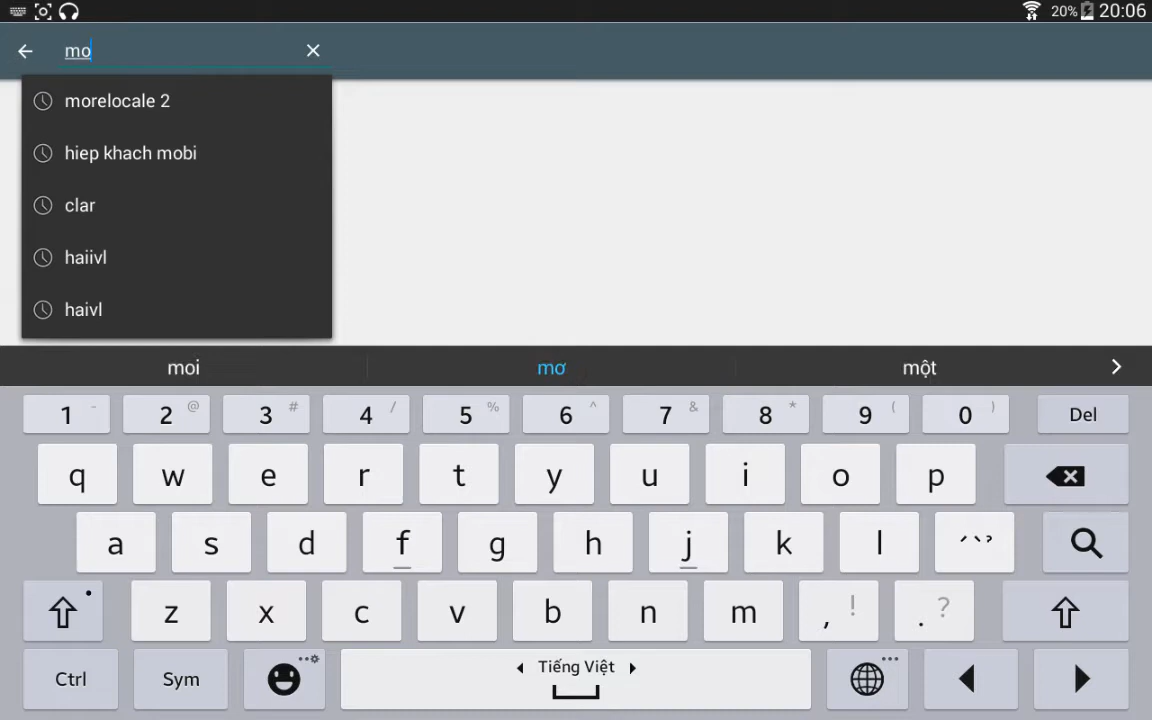 20% 20:06
mo
morelocale 2
hiep khach mobi
clar
haiivl
haivl
moi mơ một
1 - 2 @ 3 # 4 / 5 % 6 ^ 7 & 8 * 9 ( 0 ) Del
q w e r t y u i o p
a s d f g h j k l
z x c v b n m , ! . ?
Ctrl Sym Tiếng Việt